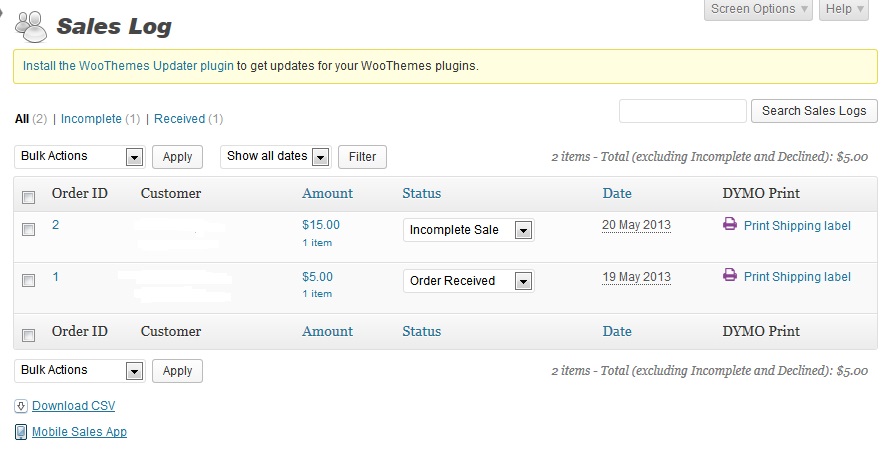 Screen Options Help
Sales Log
Install the WooThemes Updater plugin to get updates for your WooThemes plugins.
All (2) | Incomplete (1) | Received (1) Search Sales Logs
Bulk Actions Apply Show all dates Filter 2 items - Total (excluding Incomplete and Declined): $5.00
Order ID Customer Amount Status Date DYMO Print
2 $15.00 Incomplete Sale 20 May 2013 Print Shipping label
1 item
1 $5.00 Order Received 19 May 2013 Print Shipping label
1 item
Order ID Customer Amount Status Date DYMO Print
Bulk Actions Apply 2 items - Total (excluding Incomplete and Declined): $5.00
Download CSV
Mobile Sales App